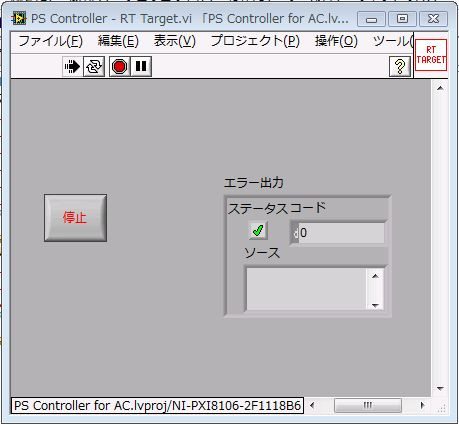 PS Controller - RT Target.vi 「PS Controller for AC.lv...
ファイル(F) 編集(E) 表示(V) プロジェクト(P) 操作(O) ツール(
RT
TARGET
?
停止
エラー出力
ステータス コード
0
ソース
PS Controller for AC.lvproj/NI-PXI8106-2F1118B6